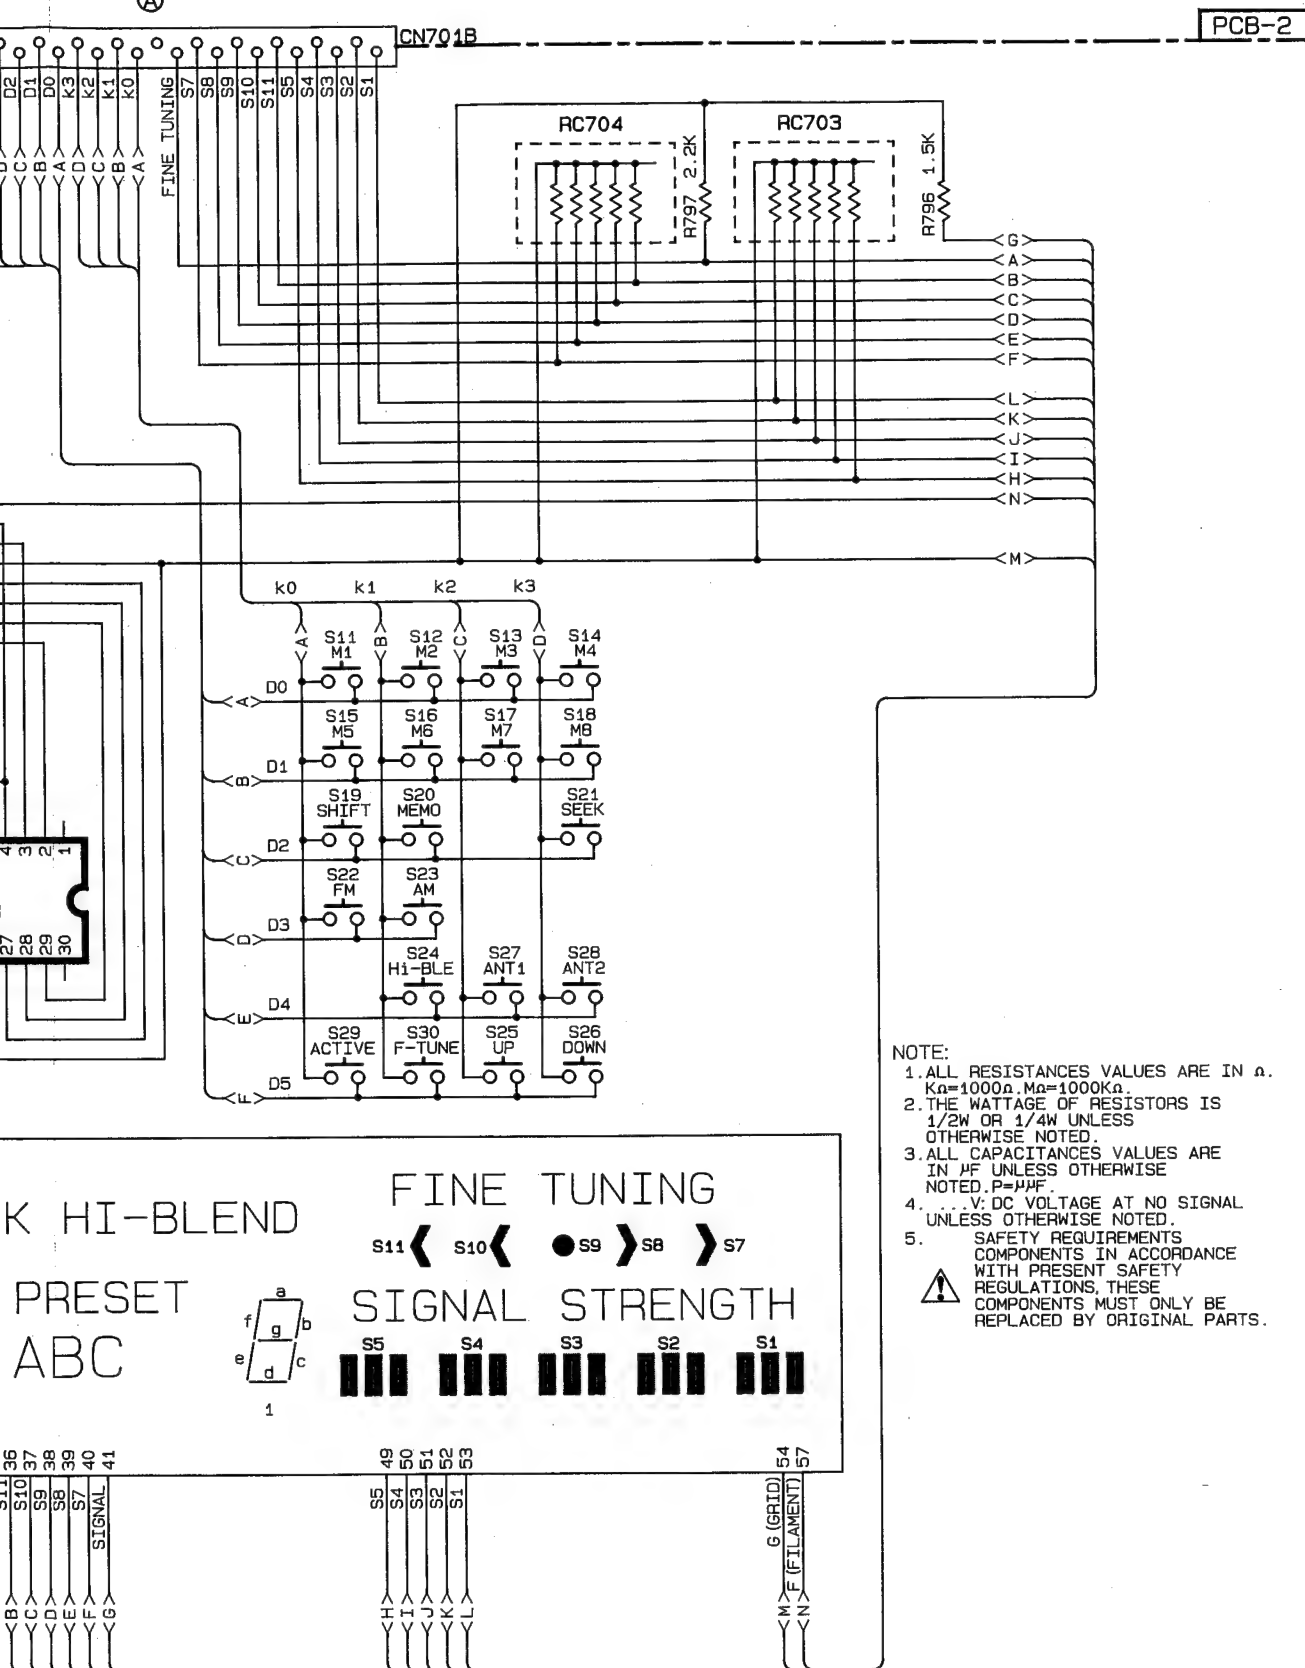 A
CN701B
PCB-2
D2 D1 D0 k3 k2 k1 k0 FINE TUNING S7 S8 S9 S10 S11 S5 S4 S3 S2 S1
<C> <B> <A> <D> <C> <B> <A>
RC704
RC703
R797 2.2K
R796 1.5K
<G>
<A>
<B>
<C>
<D>
<E>
<F>
<L>
<K>
<J>
<I>
<H>
<N>
<M>
k0 k1 k2 k3
<A> <B> <C> <D>
S11 S12 S13 S14
M1 M2 M3 M4
<A> D0
S15 S16 S17 S18
M5 M6 M7 M8
<B> D1
S19 S20 S21
SHIFT MEMO SEEK
<C> D2
S22 S23
FM AM
<D> D3
S24 S27 S28
Hi-BLE ANT1 ANT2
<E> D4
S29 S30 S25 S26
ACTIVE F-TUNE UP DOWN
<F> D5
4 3 2 1
27 28 29 30
NOTE:
1.ALL RESISTANCES VALUES ARE IN Ω.
KΩ=1000Ω.MΩ=1000KΩ.
2.THE WATTAGE OF RESISTORS IS
1/2W OR 1/4W UNLESS
OTHERWISE NOTED.
3.ALL CAPACITANCES VALUES ARE
IN μF UNLESS OTHERWISE
NOTED.P=μμF.
4. ...V: DC VOLTAGE AT NO SIGNAL
UNLESS OTHERWISE NOTED.
5. SAFETY REQUIREMENTS
COMPONENTS IN ACCORDANCE
WITH PRESENT SAFETY
REGULATIONS, THESE
COMPONENTS MUST ONLY BE
REPLACED BY ORIGINAL PARTS.
K HI-BLEND
FINE TUNING
S11 S10 S9 S8 S7
PRESET
SIGNAL STRENGTH
ABC
a
f g b
e d c
1
S5 S4 S3 S2 S1
36 37 38 39 40 41
49 50 51 52 53
54 57
S11 S10 S9 S8 S7 SIGNAL
S5 S4 S3 S2 S1
G (GRID)
F (FILAMENT)
<B> <C> <D> <E> <F> <G>
<H> <I> <J> <K> <L>
<M> <N>